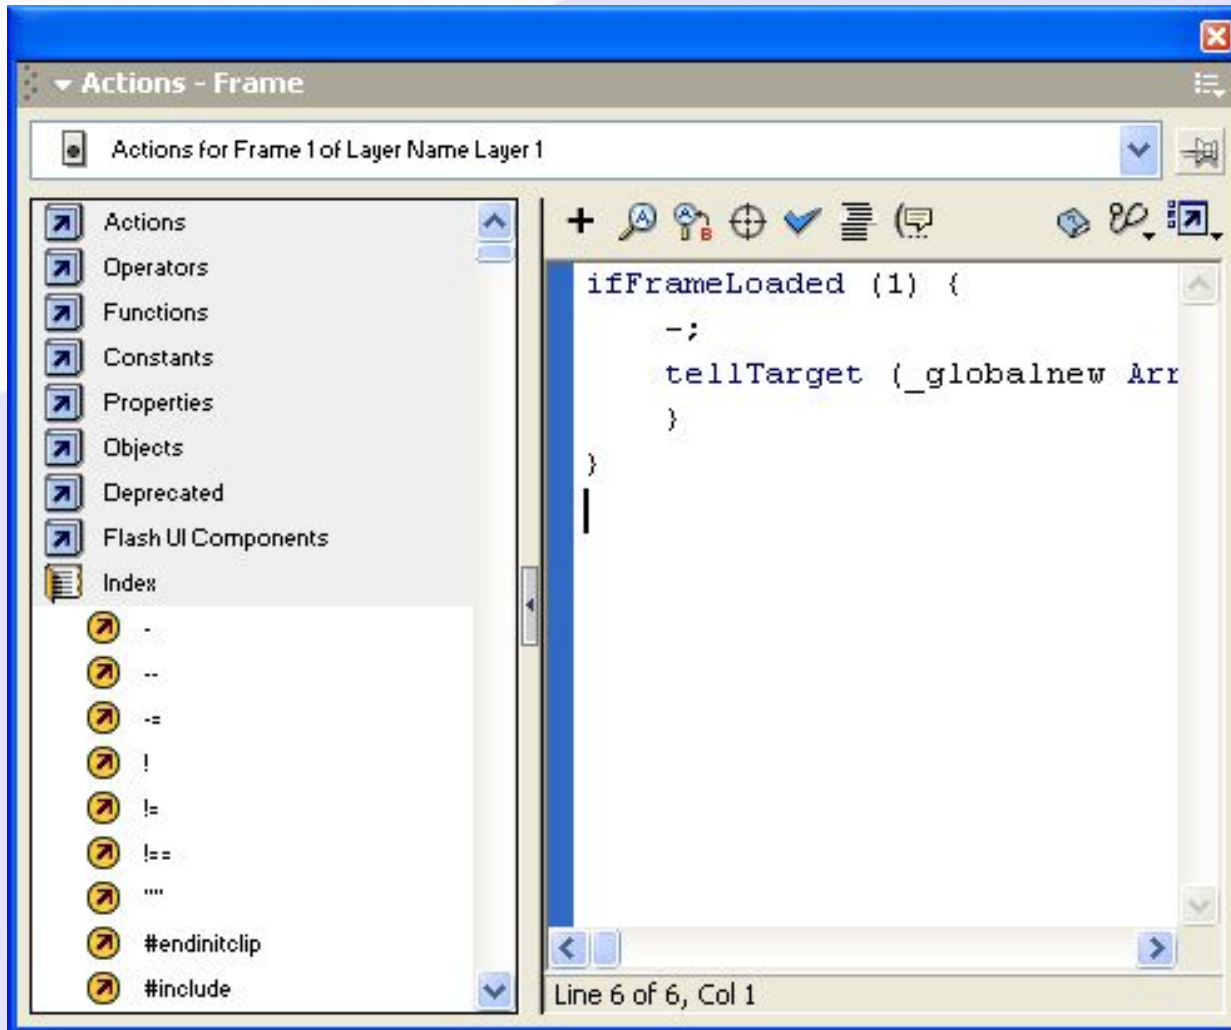 Actions - Frame
Actions for Frame 1 of Layer Name Layer 1
Actions
Operators
Functions
Constants
Properties
Objects
Deprecated
Flash UI Components
Index
-
--
-=
!
!=
!==
""
#endinitclip
#include
ifFrameLoaded (1) {
-;
tellTarget (_globalnew Arr
}
}
Line 6 of 6, Col 1